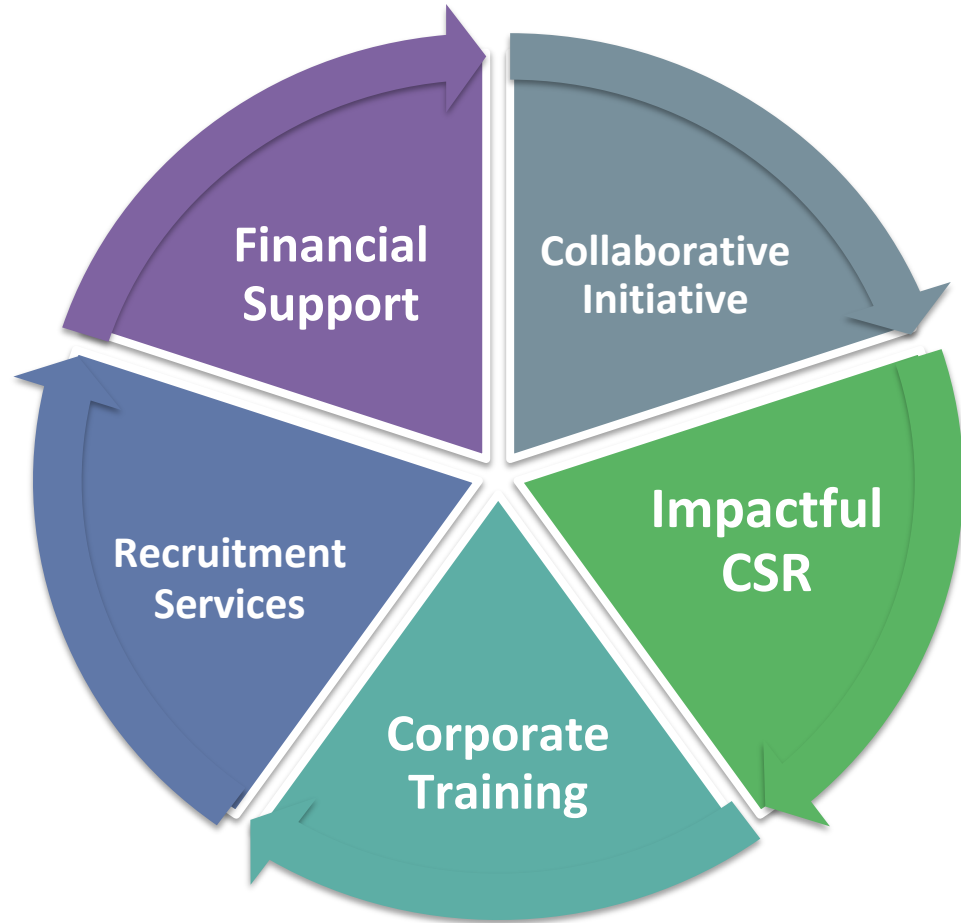 Financial
Support
Collaborative
Initiative
Impactful
CSR
Corporate
Training
Recruitment
Services